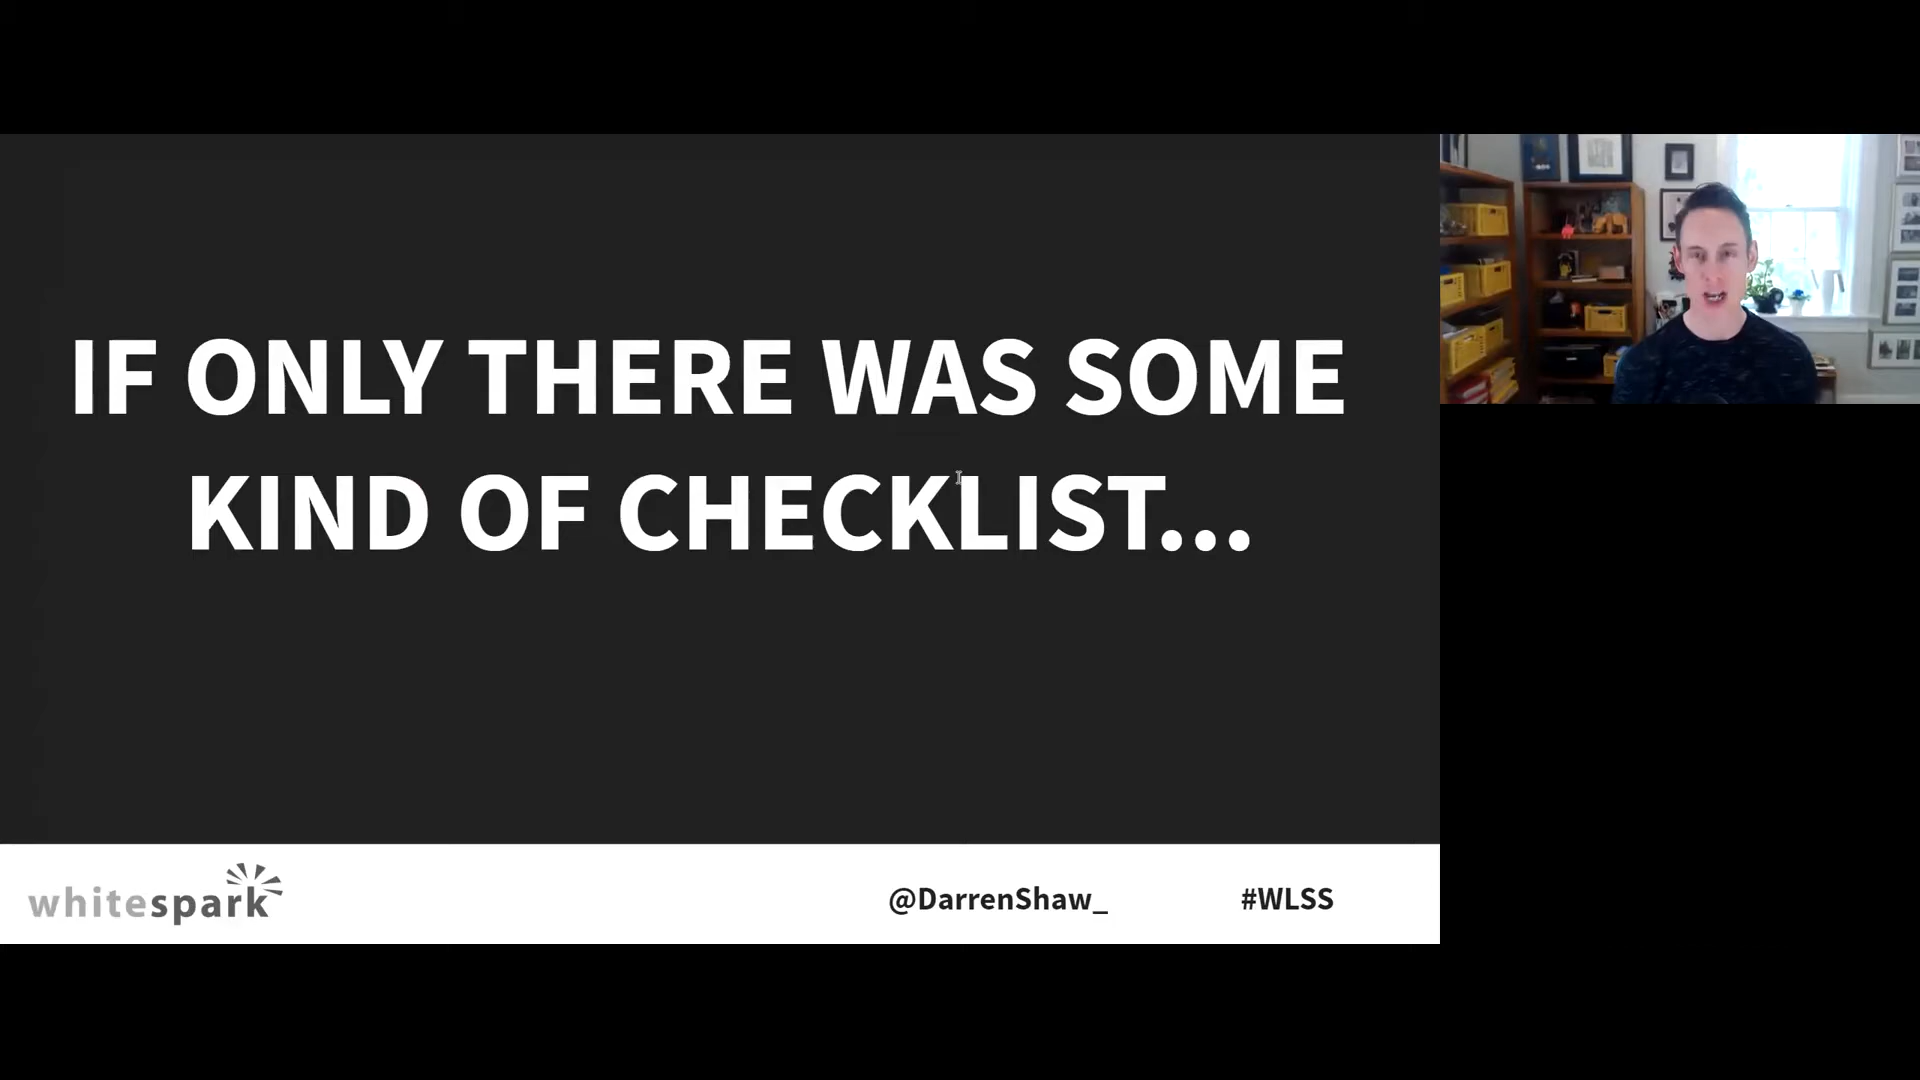 IF ONLY THERE WAS SOME
KIND OF CHECKLIST...
whitespark
@DarrenShaw_
#WLSS